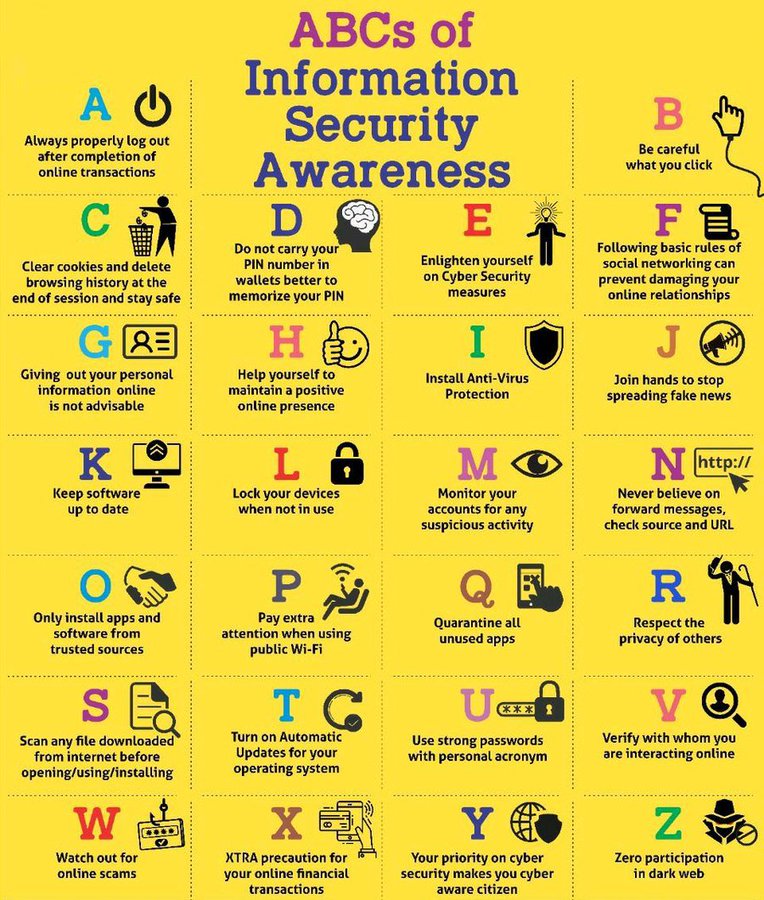 ABCs of
Information
Security
Awareness
A
Always properly log out
after completion of
online transactions
B
Be careful
what you click
C
Clear cookies and delete
browsing history at the
end of session and stay safe
D
Do not carry your
PIN number in
wallets better to
memorize your PIN
E
Enlighten yourself
on Cyber Security
measures
F
Following basic rules of
social networking can
prevent damaging your
online relationships
G
Giving out your personal
information online
is not advisable
H
Help yourself to
maintain a positive
online presence
I
Install Anti-Virus
Protection
J
Join hands to stop
spreading fake news
K
Keep software
up to date
L
Lock your devices
when not in use
M
Monitor your
accounts for any
suspicious activity
N
http://
Never believe on
forward messages,
check source and URL
O
Only install apps and
software from
trusted sources
P
Pay extra
attention when using
public Wi-Fi
Q
Quarantine all
unused apps
R
Respect the
privacy of others
S
Scan any file downloaded
from internet before
opening/using/installing
T
Turn on Automatic
Updates for your
operating system
U
***
Use strong passwords
with personal acronym
V
Verify with whom you
are interacting online
W
****
Watch out for
online scams
X
XTRA precaution for
your online financial
transactions
Y
Your priority on cyber
security makes you cyber
aware citizen
Z
Zero participation
in dark web